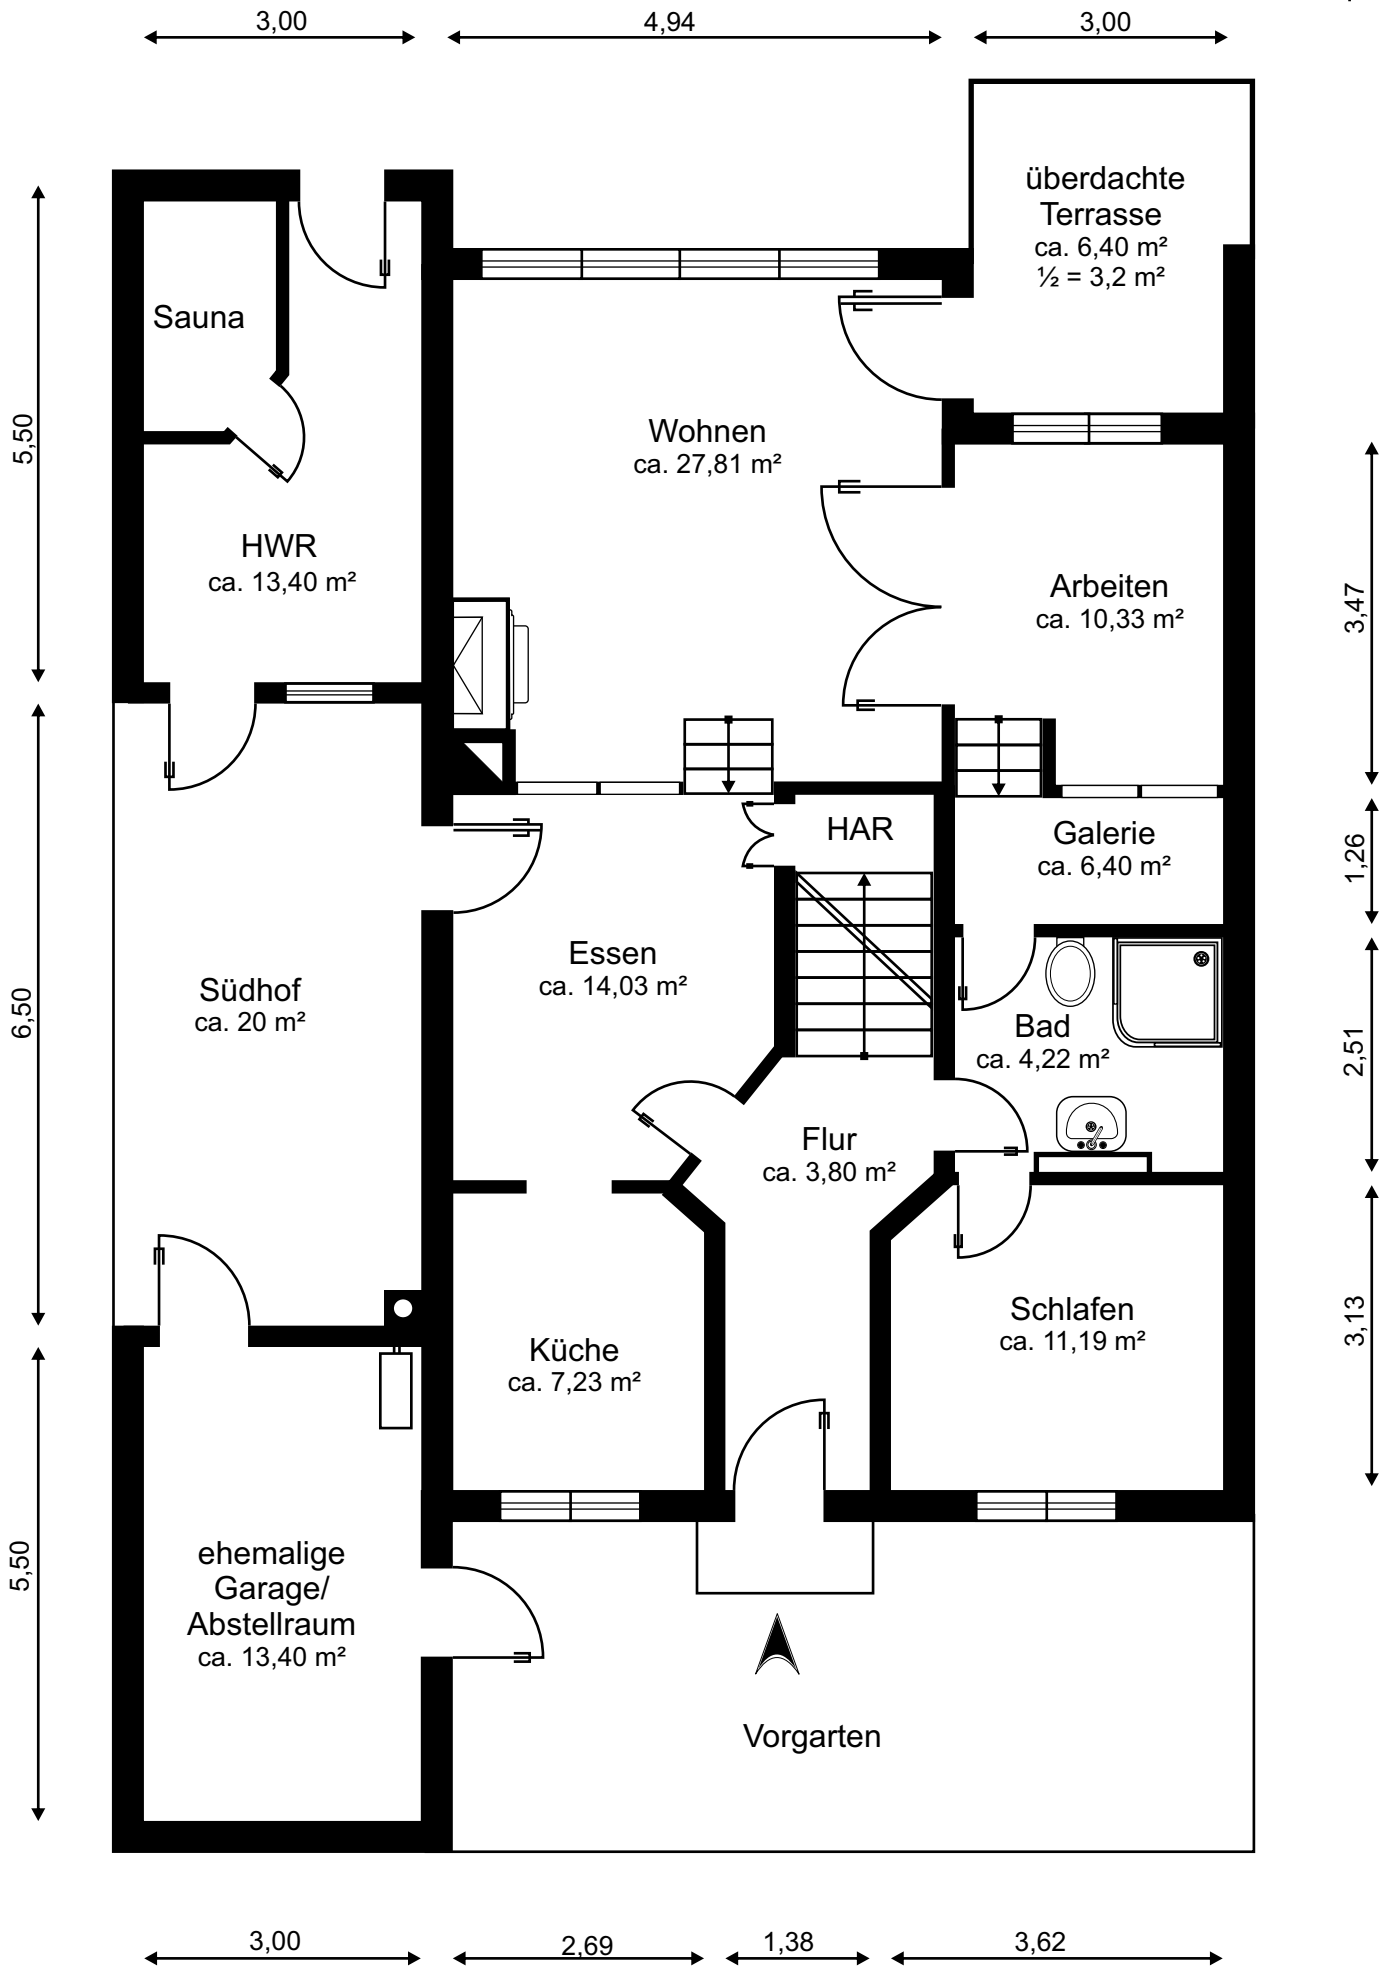 3,00
4,94
3,00
überdachte
Terrasse
ca. 6,40 m²
½ = 3,2 m²
Sauna
5,50
Wohnen
ca. 27,81 m²
HWR
ca. 13,40 m²
Arbeiten
ca. 10,33 m²
3,47
HAR
Galerie
ca. 6,40 m²
1,26
Essen
ca. 14,03 m²
Südhof
ca. 20 m²
6,50
Bad
ca. 4,22 m²
2,51
Flur
ca. 3,80 m²
Schlafen
ca. 11,19 m²
3,13
Küche
ca. 7,23 m²
ehemalige
Garage/
Abstellraum
ca. 13,40 m²
5,50
Vorgarten
3,00
2,69
1,38
3,62